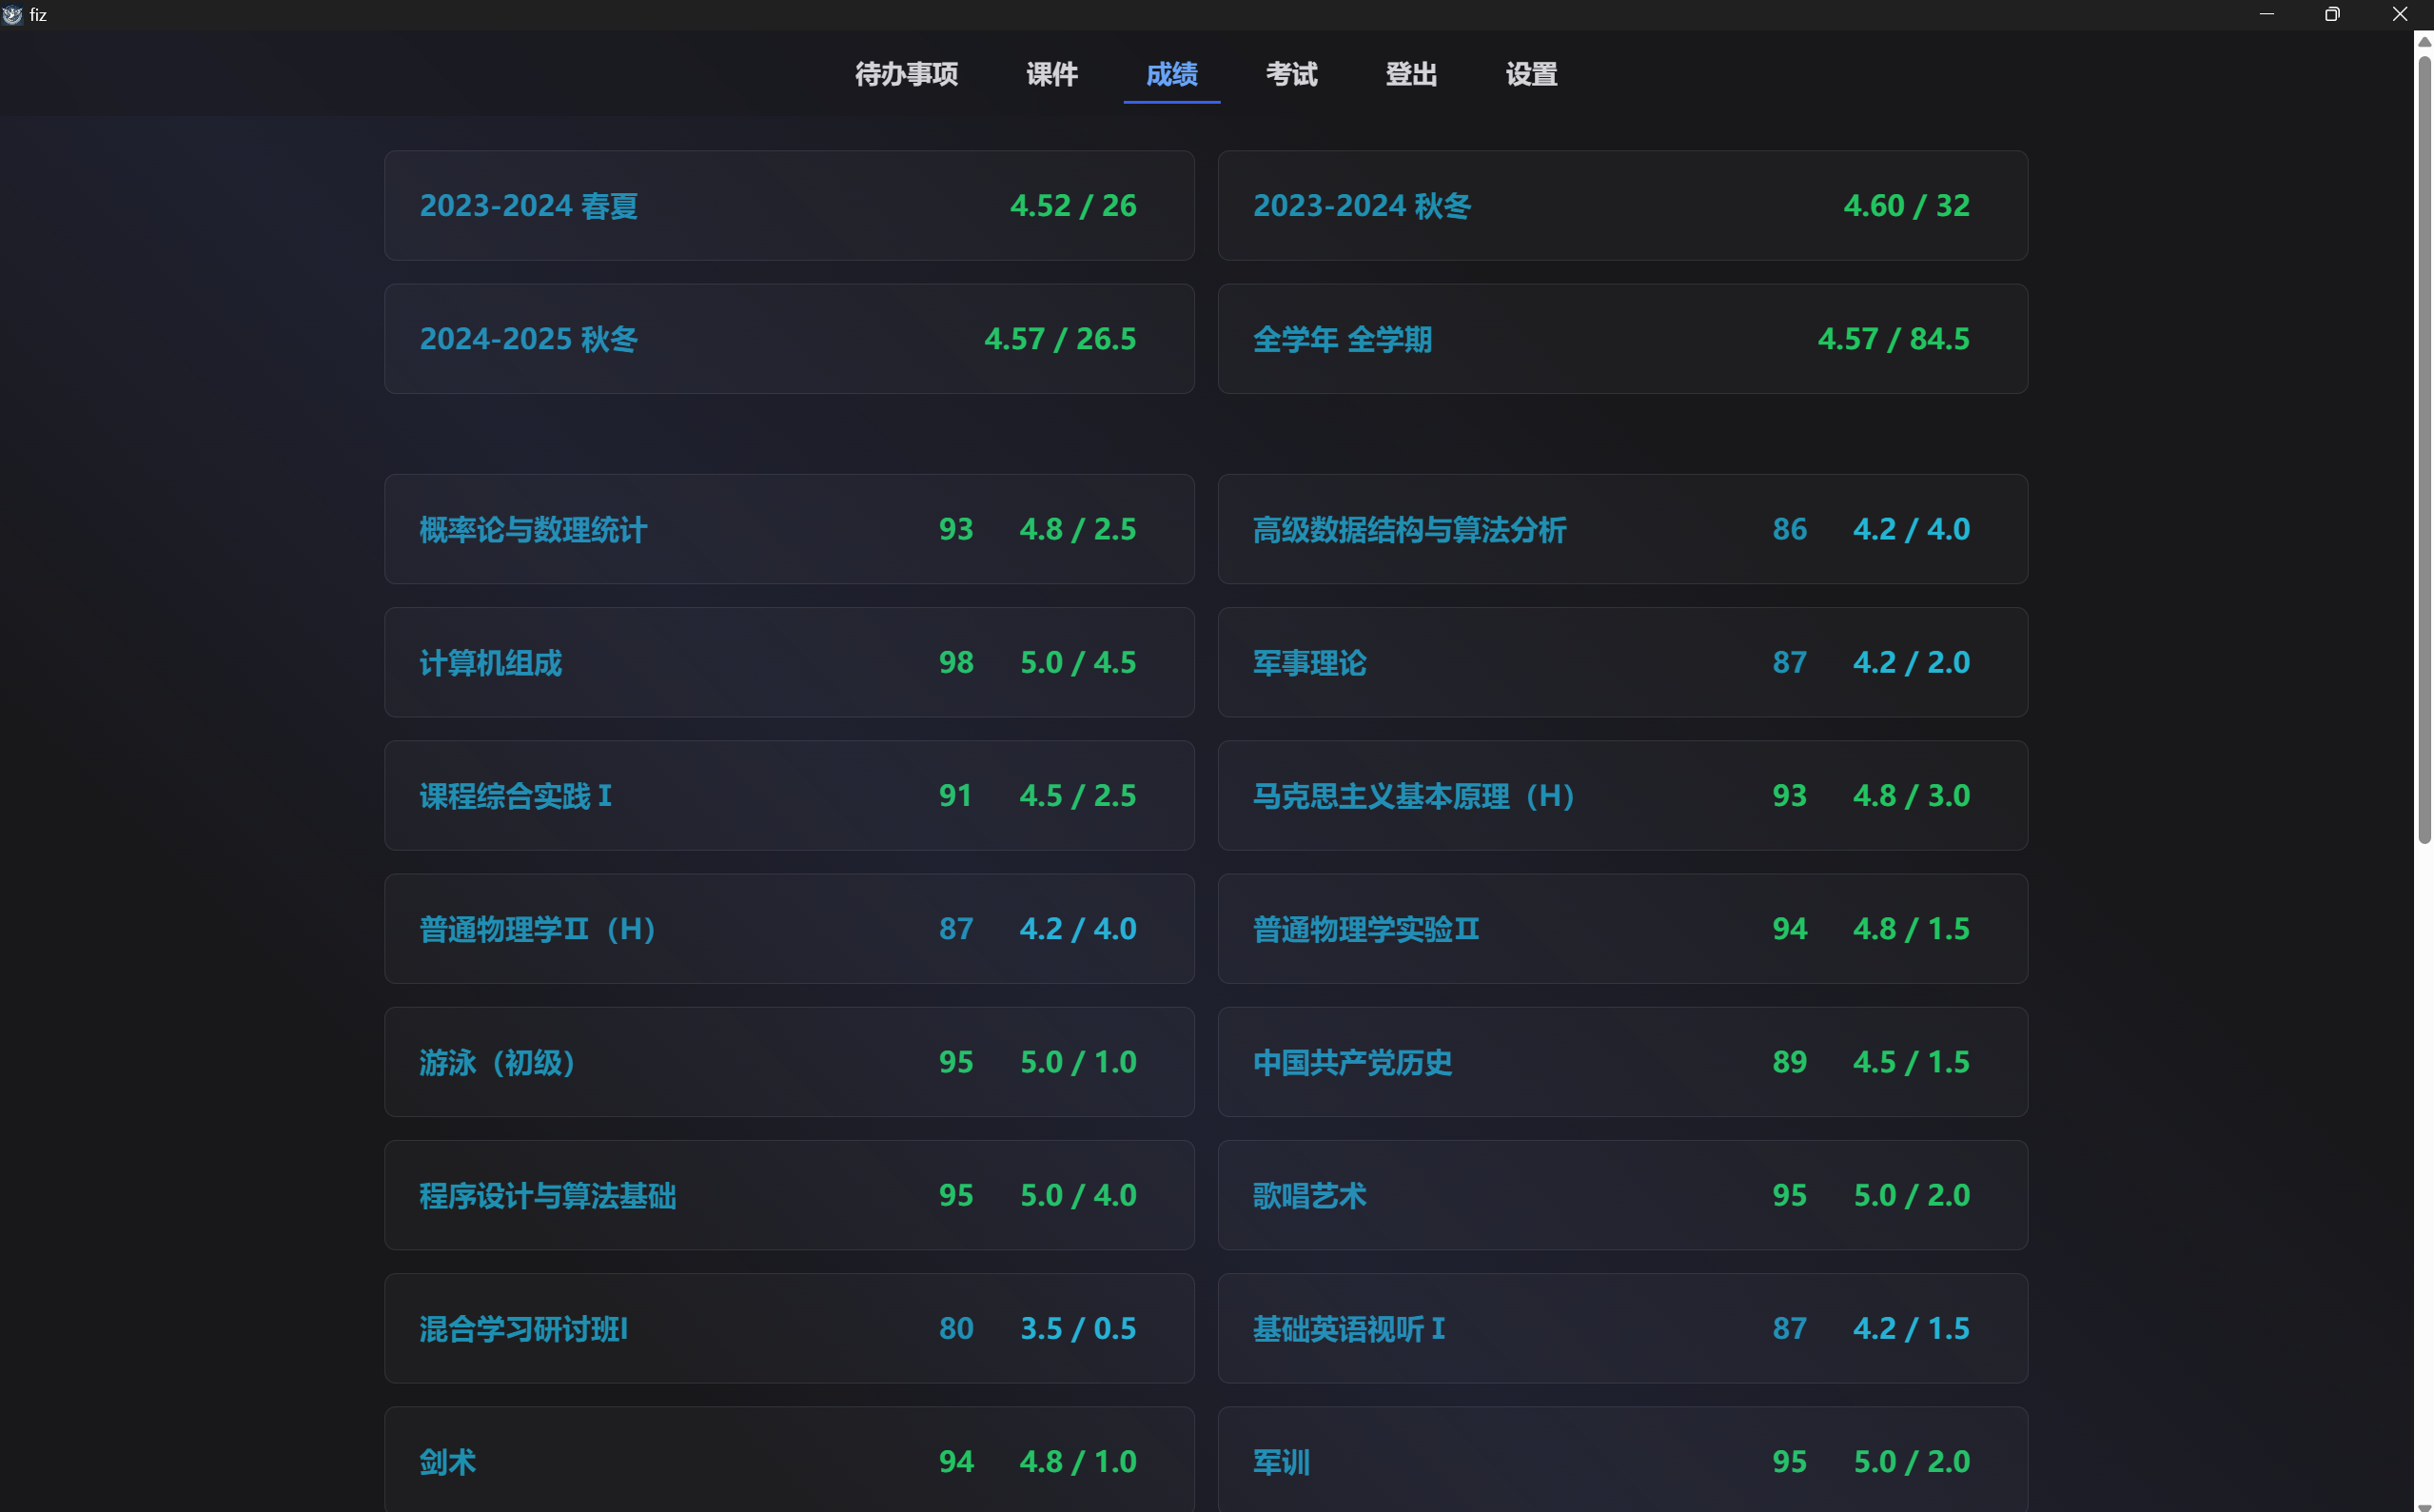 fiz
待办事项 课件 成绩 考试 登出 设置
2023-2024 春夏 4.52 / 26
2023-2024 秋冬 4.60 / 32
2024-2025 秋冬 4.57 / 26.5
全学年 全学期 4.57 / 84.5
概率论与数理统计 93 4.8 / 2.5
高级数据结构与算法分析 86 4.2 / 4.0
计算机组成 98 5.0 / 4.5
军事理论 87 4.2 / 2.0
课程综合实践Ⅰ 91 4.5 / 2.5
马克思主义基本原理（H） 93 4.8 / 3.0
普通物理学Ⅱ（H） 87 4.2 / 4.0
普通物理学实验Ⅱ 94 4.8 / 1.5
游泳（初级） 95 5.0 / 1.0
中国共产党历史 89 4.5 / 1.5
程序设计与算法基础 95 5.0 / 4.0
歌唱艺术 95 5.0 / 2.0
混合学习研讨班I 80 3.5 / 0.5
基础英语视听Ⅰ 87 4.2 / 1.5
剑术 94 4.8 / 1.0
军训 95 5.0 / 2.0